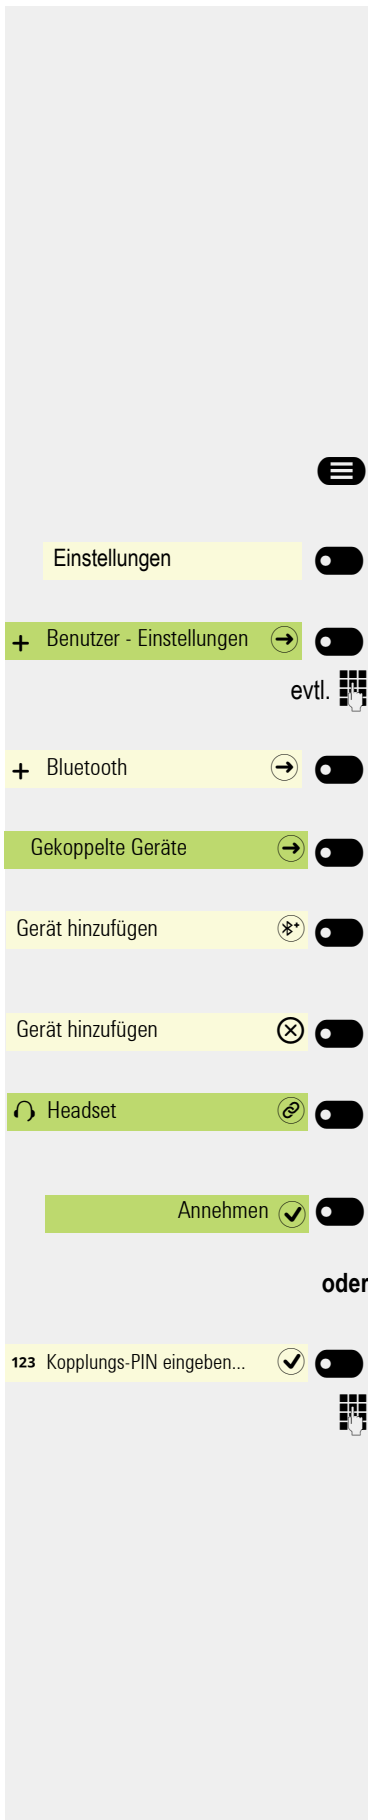 Einstellungen
+ Benutzer - Einstellungen
evtl.
+ Bluetooth
Gekoppelte Geräte
Gerät hinzufügen
Gerät hinzufügen
Headset
Annehmen
oder
123 Kopplungs-PIN eingeben...